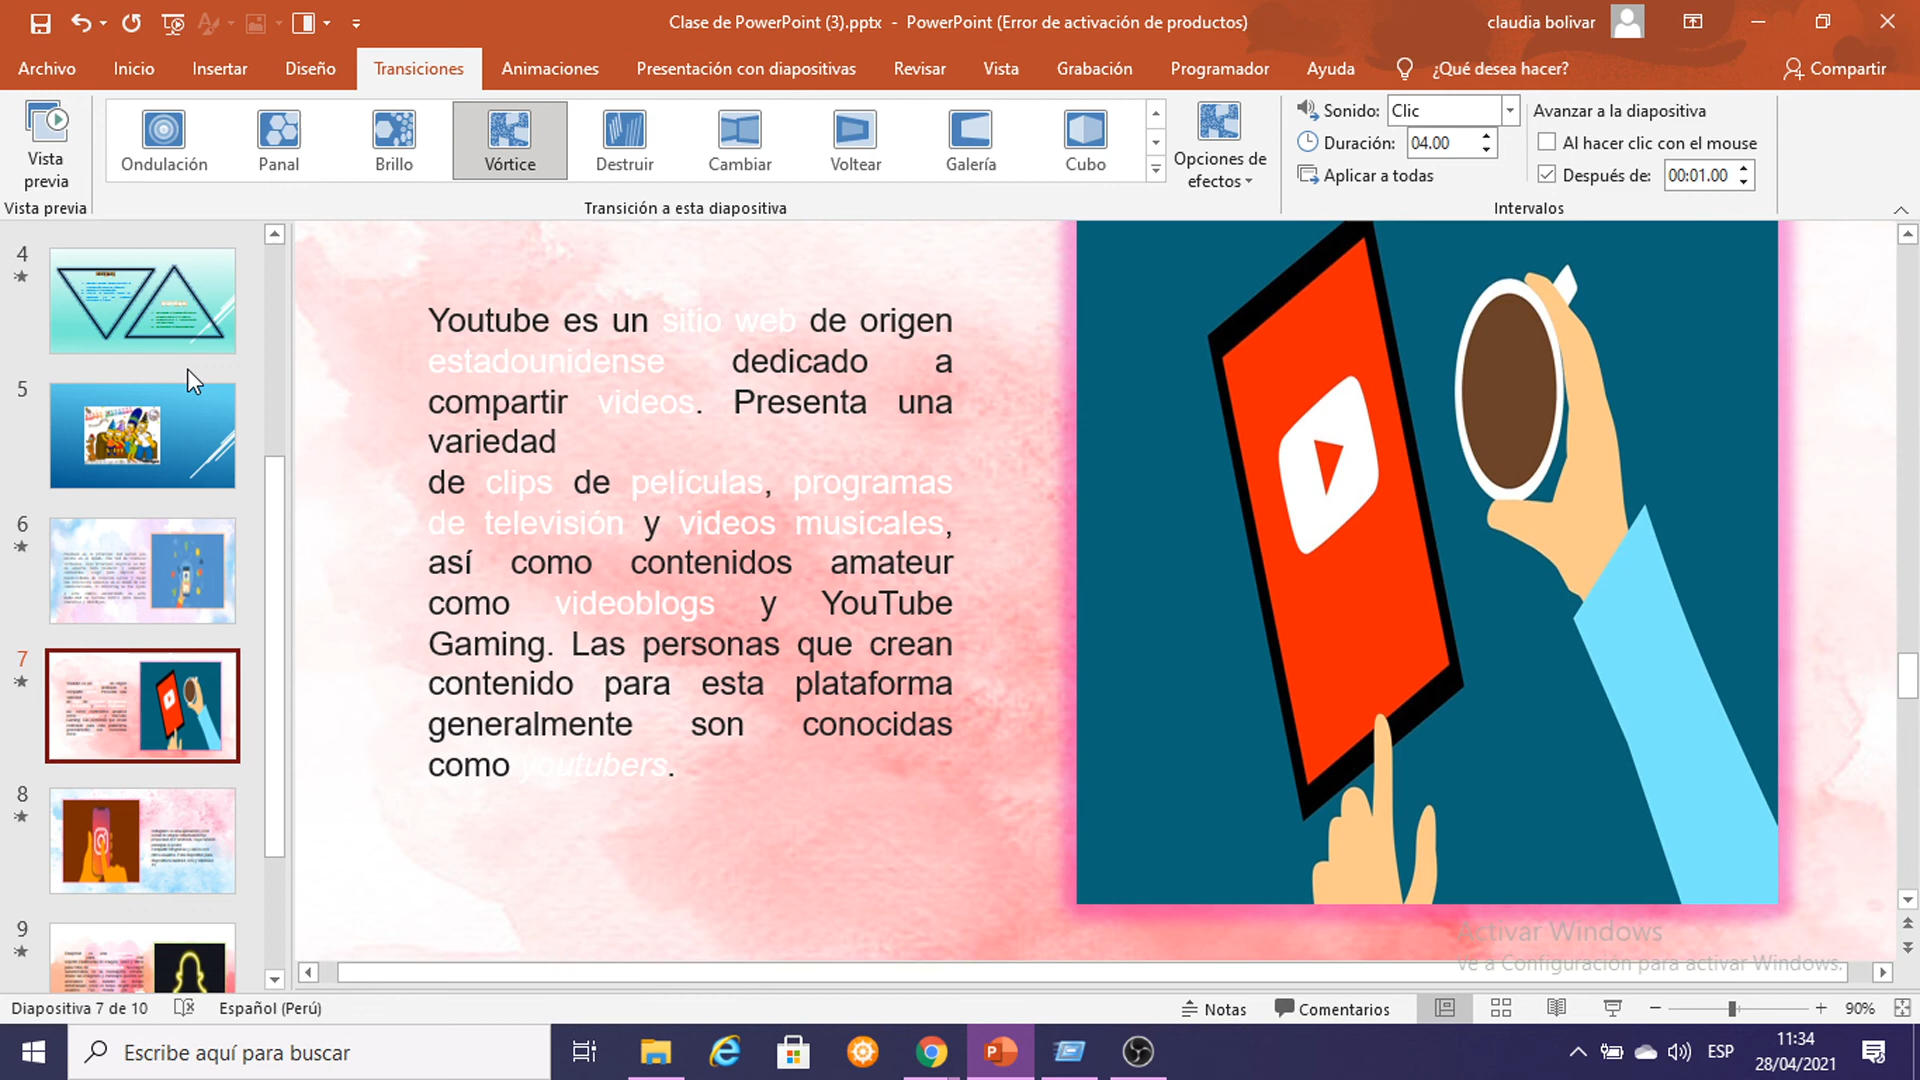 Clase de PowerPoint (3).pptx - PowerPoint (Error de activación de productos)
claudia bolivar
Archivo Inicio Insertar Diseño Transiciones Animaciones Presentación con diapositivas Revisar Vista Grabación Programador Ayuda ¿Qué desea hacer? Compartir
Vista previa
Ondulación Panal Brillo Vórtice Destruir Cambiar Voltear Galería Cubo
Opciones de efectos
Sonido: Clic
Duración: 04.00
Aplicar a todas
Avanzar a la diapositiva
Al hacer clic con el mouse
Después de: 00:01.00
Vista previa
Transición a esta diapositiva
Intervalos
4
5
6
7
8
9
Youtube es un sitio web de origen
estadounidense dedicado a
compartir videos. Presenta una
variedad
de clips de películas, programas
de televisión y videos musicales,
así como contenidos amateur
como videoblogs y YouTube
Gaming. Las personas que crean
contenido para esta plataforma
generalmente son conocidas
como youtubers.
Activar Windows
Ve a Configuración para activar Windows.
Diapositiva 7 de 10 Español (Perú) Notas Comentarios 90%
Escribe aquí para buscar
ESP
11:34
28/04/2021